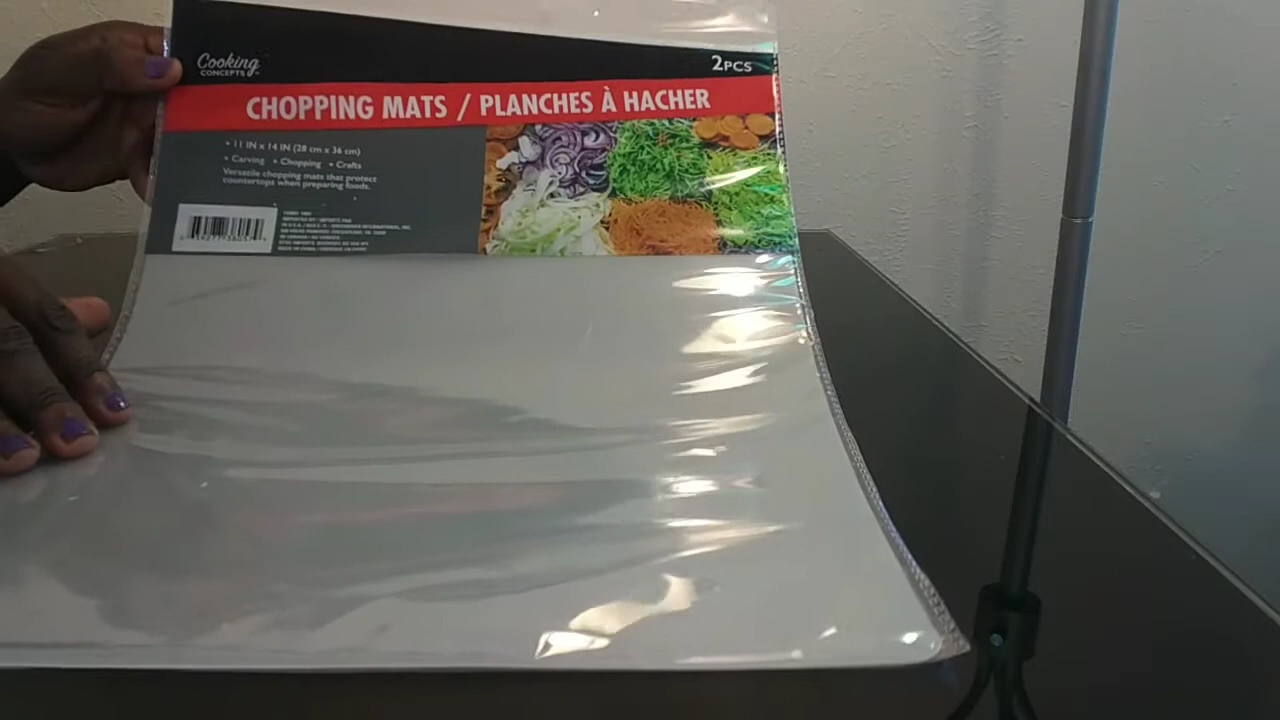 Cooking
CONCEPTS
2PCS
CHOPPING MATS / PLANCHES À HACHER
• 11 IN x 14 IN (28 cm x 36 cm)
• Carving • Chopping • Crafts
Versatile chopping mats that protect
countertops when preparing foods.